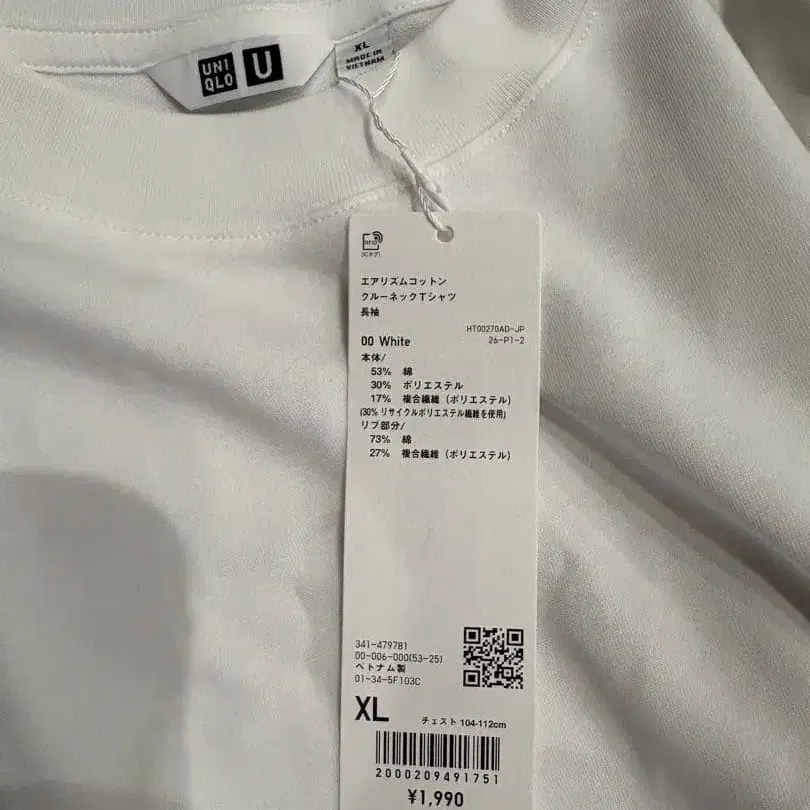 UNI
QLO
U
XL
MADE IN
VIETNAM
RFID
(ICタグ)
エアリズムコットン
クルーネックTシャツ
長袖
HT00270AD-JP
00 White
26-P1-2
本体/
53% 綿
30% ポリエステル
17% 複合繊維（ポリエステル）
(30% リサイクルポリエステル繊維を使用)
リブ部分/
73% 綿
27% 複合繊維（ポリエステル）
341-479781
00-006-000(53-25)
ベトナム製
01-34-5F103C
XL チェスト 104-112cm
2000209491751
¥1,990